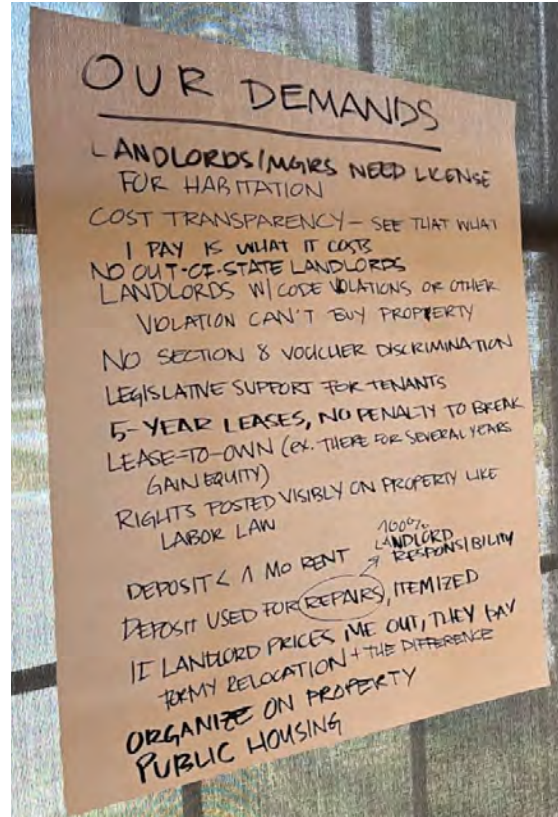 OUR DEMANDS
LANDLORDS/MGRS NEED LICENSE
FOR HABITATION
COST TRANSPARENCY – SEE THAT WHAT
I PAY IS WHAT IT COSTS
NO OUT-OF-STATE LANDLORDS
LANDLORDS W/ CODE VIOLATIONS OR OTHER
VIOLATION CAN'T BUY PROPERTY
NO SECTION 8 VOUCHER DISCRIMINATION
LEGISLATIVE SUPPORT FOR TENANTS
5-YEAR LEASES, NO PENALTY TO BREAK
LEASE-TO-OWN (EX. THERE FOR SEVERAL YEARS
GAIN EQUITY)
RIGHTS POSTED VISIBLY ON PROPERTY LIKE
LABOR LAW
100%
LANDLORD
RESPONSIBILITY
DEPOSIT < 1 MO RENT
DEPOSIT USED FOR REPAIRS, ITEMIZED
IF LANDLORD PRICES ME OUT, THEY PAY
FOR MY RELOCATION + THE DIFFERENCE
ORGANIZE ON PROPERTY
PUBLIC HOUSING